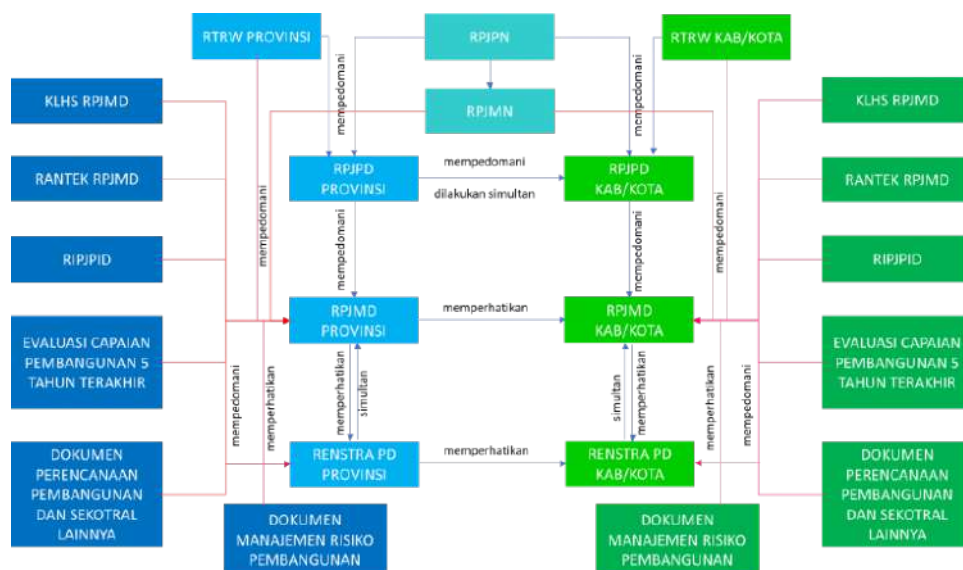 RTRW PROVINSI
RPJPN
RTRW KAB/KOTA
KLHS RPJMD
mempedomani
mempedomani
KLHS RPJMD
RPJMN
RANTEK RPJMD
RPJPD
PROVINSI
mempedomani
dilakukan simultan
RPJPD
KAB/KOTA
RANTEK RPJMD
mempedomani
mempedomani
mempedomani
mempedomani
RIPJPID
RIPJPID
RPJMD
PROVINSI
memperhatikan
RPJMD
KAB/KOTA
EVALUASI CAPAIAN
PEMBANGUNAN 5
TAHUN TERAKHIR
EVALUASI CAPAIAN
PEMBANGUNAN 5
TAHUN TERAKHIR
mempedomani
memperhatikan
memperhatikan
simultan
simultan
memperhatikan
memperhatikan
mempedomani
DOKUMEN
PERENCANAAN
PEMBANGUNAN
DAN SEKOTRAL
LAINNYA
RENSTRA PD
PROVINSI
memperhatikan
RENSTRA PD
KAB/KOTA
DOKUMEN
PERENCANAAN
PEMBANGUNAN
DAN SEKOTRAL
LAINNYA
DOKUMEN
MANAJEMEN RISIKO
PEMBANGUNAN
DOKUMEN
MANAJEMEN RISIKO
PEMBANGUNAN